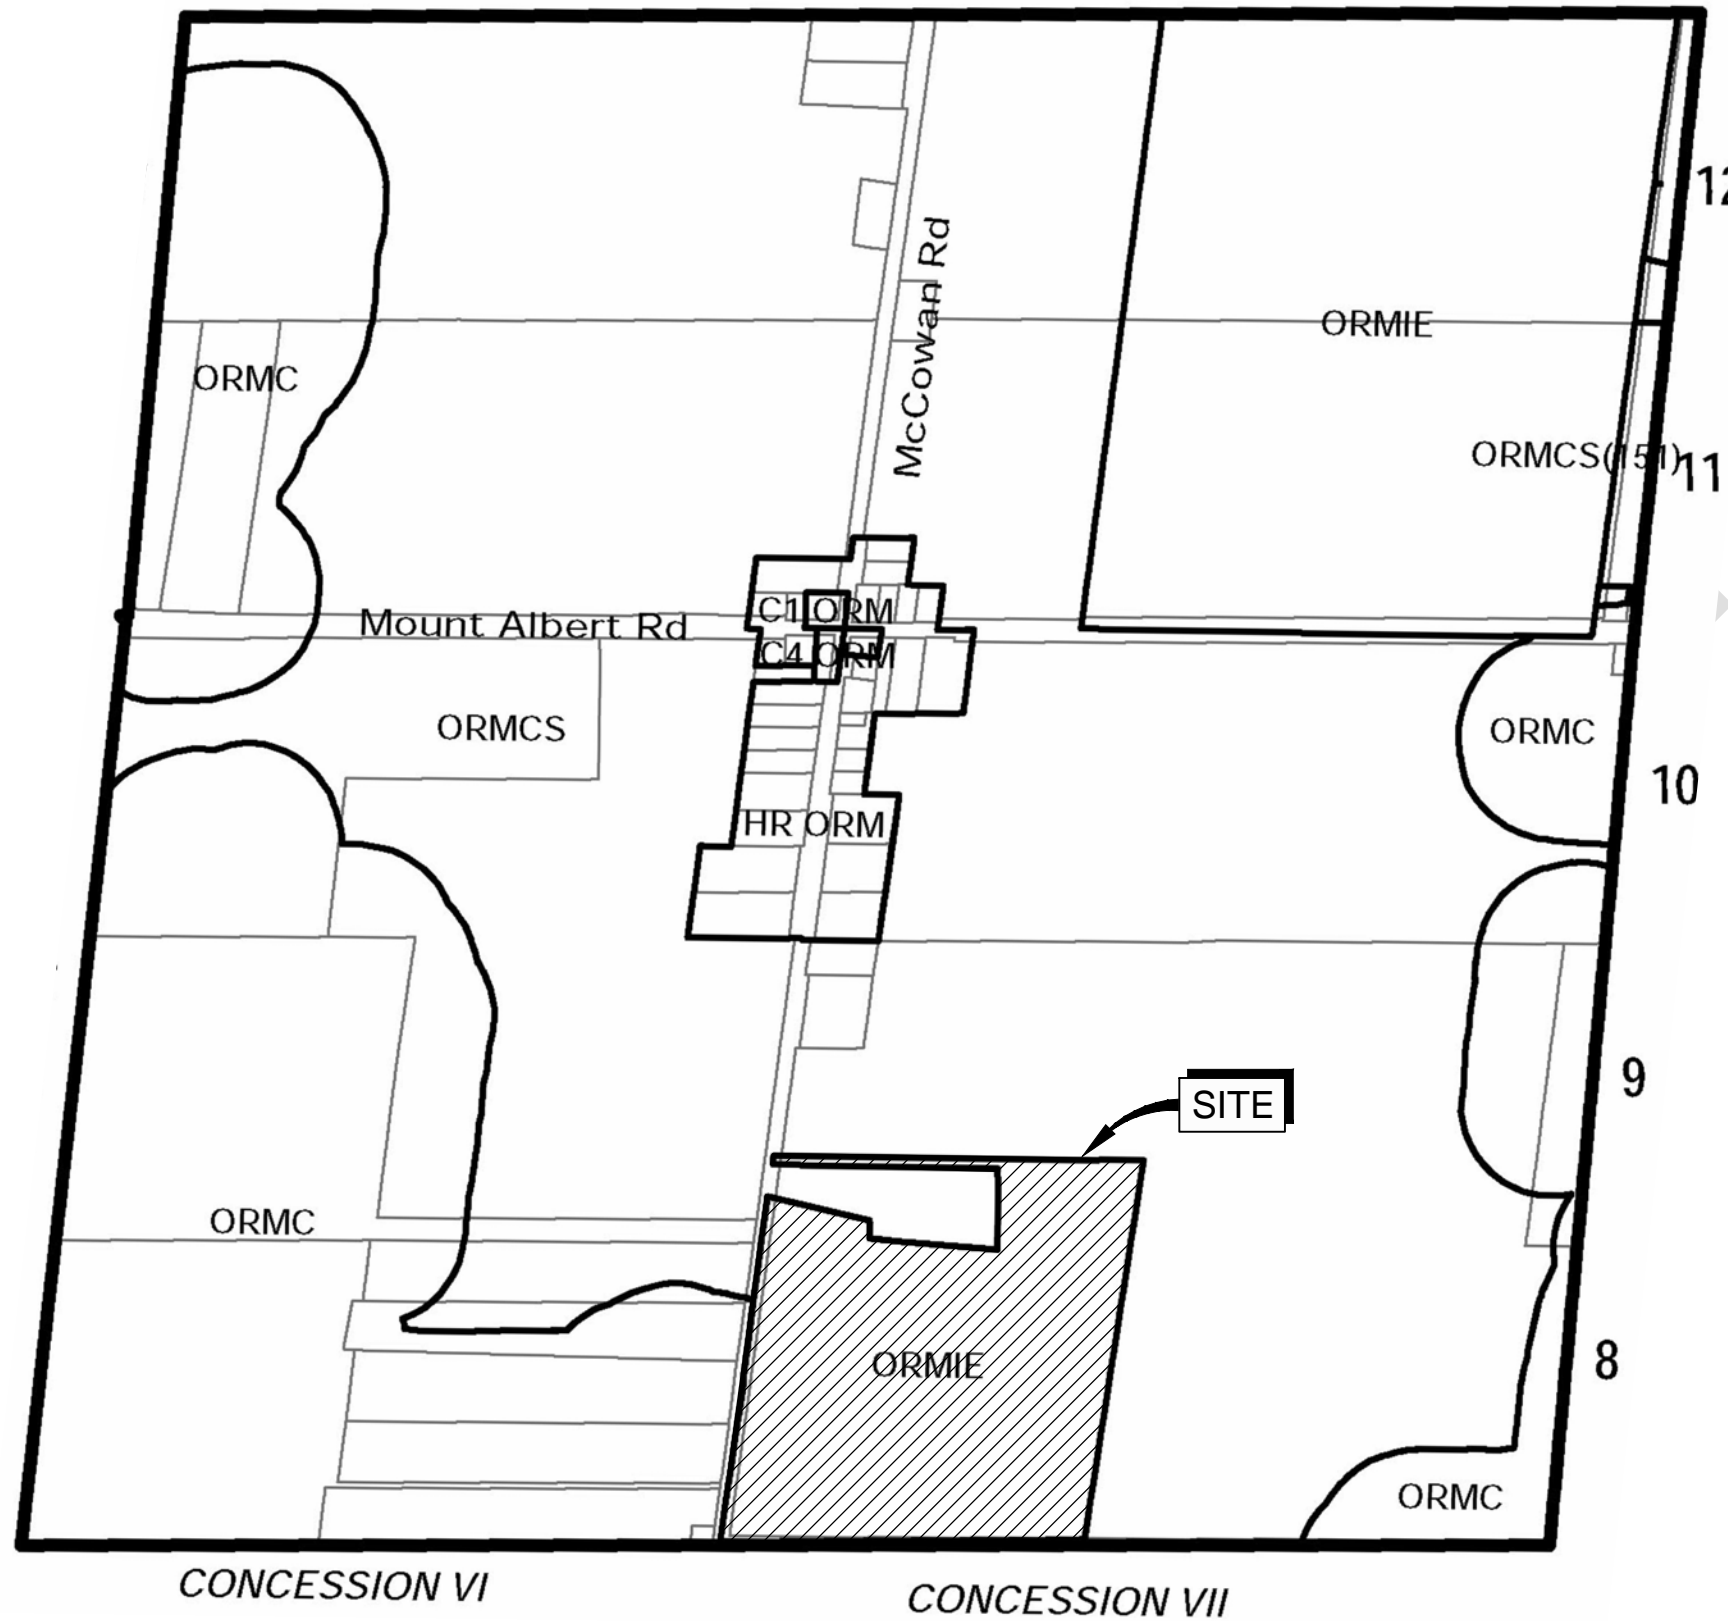 12
McCowan Rd
ORMIE
ORMC
ORMCS(151)
11
C1 ORM
Mount Albert Rd
C4 ORM
ORMCS
ORMC
10
HR ORM
9
SITE
ORMC
8
ORMIE
ORMC
CONCESSION VI
CONCESSION VII